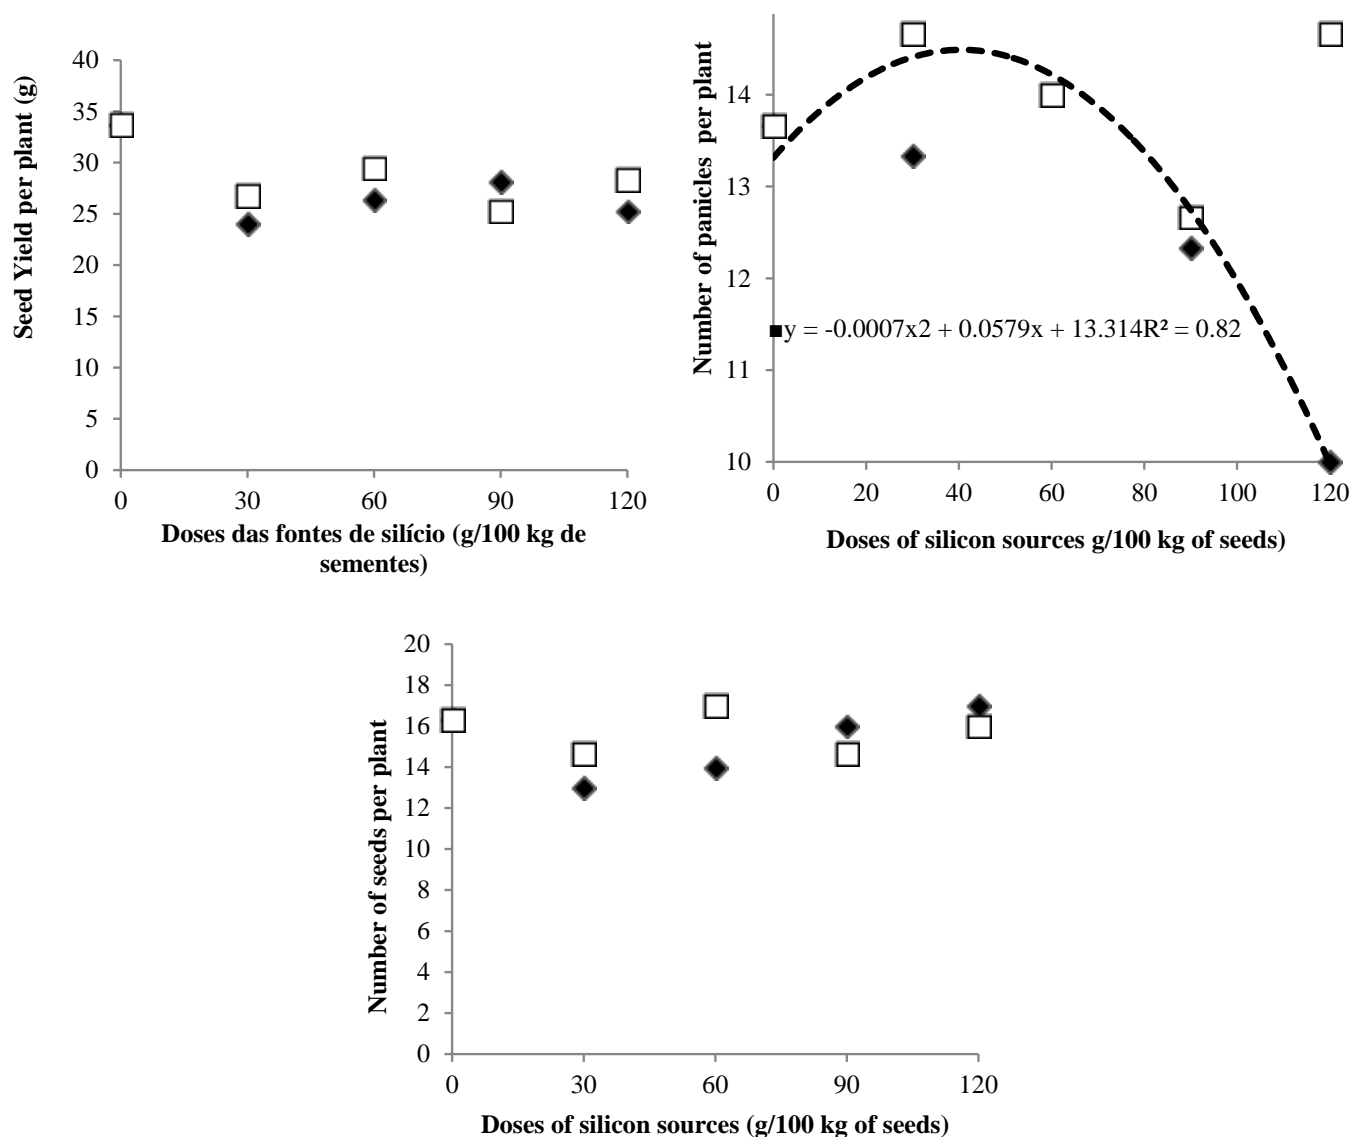 Seed Yield per plant (g)
40
35
30
25
20
15
10
5
0
0 30 60 90 120
Doses das fontes de silício (g/100 kg de
sementes)
Number of panicles per plant
14
13
12
11
10
y = -0.0007x2 + 0.0579x + 13.314R² = 0.82
0 20 40 60 80 100 120
Doses of silicon sources g/100 kg of seeds)
Number of seeds per plant
20
18
16
14
12
10
8
6
4
2
0
0 30 60 90 120
Doses of silicon sources (g/100 kg of seeds)